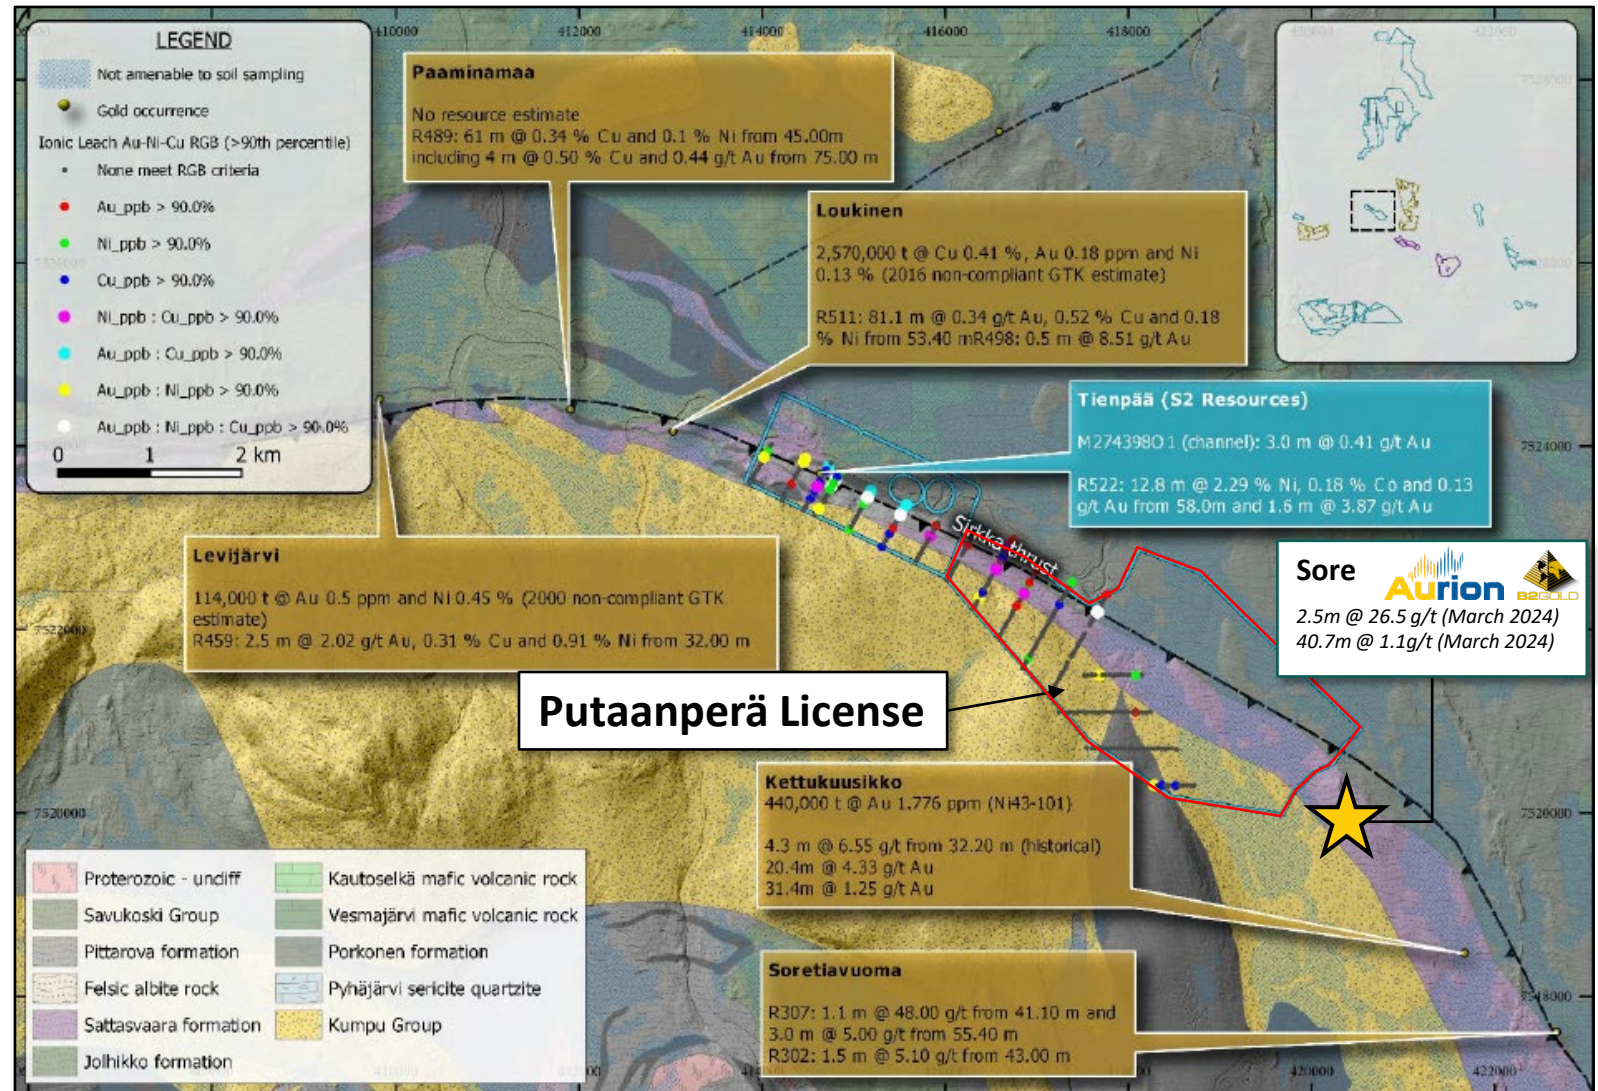 410000
412000
414000
416000
418000
422000
7528000
7524000
7522000
7520000
7518000
418000
420000
422000
LEGEND
Not amenable to soil sampling
Gold occurrence
Ionic Leach Au-Ni-Cu RGB (>90th percentile)
None meet RGB criteria
Au_ppb > 90.0%
Ni_ppb > 90.0%
Cu_ppb > 90.0%
Ni_ppb : Cu_ppb > 90.0%
Au_ppb : Cu_ppb > 90.0%
Au_ppb : Ni_ppb > 90.0%
Au_ppb : Ni_ppb : Cu_ppb > 90.0%
0 1 2 km
Paaminamaa
No resource estimate
R489: 61 m @ 0.34 % Cu and 0.1 % Ni from 45.00m
including 4 m @ 0.50 % Cu and 0.44 g/t Au from 75.00 m
Loukinen
2,570,000 t @ Cu 0.41 %, Au 0.18 ppm and Ni
0.13 % (2016 non-compliant GTK estimate)
R511: 81.1 m @ 0.34 g/t Au, 0.52 % Cu and 0.18
% Ni from 53.40 mR498: 0.5 m @ 8.51 g/t Au
Tienpää (S2 Resources)
M27439801 (channel): 3.0 m @ 0.41 g/t Au
R522: 12.8 m @ 2.29 % Ni, 0.18 % Co and 0.13
g/t Au from 58.0m and 1.6 m @ 3.87 g/t Au
Sirkka thrust
Levijärvi
114,000 t @ Au 0.5 ppm and Ni 0.45 % (2000 non-compliant GTK
estimate)
R459: 2.5 m @ 2.02 g/t Au, 0.31 % Cu and 0.91 % Ni from 32.00 m
Sore
Aurion
B2GOLD
2.5m @ 26.5 g/t (March 2024)
40.7m @ 1.1g/t (March 2024)
Putaanperä License
Kettukuusikko
440,000 t @ Au 1.776 ppm (Ni43-101)
4.3 m @ 6.55 g/t from 32.20 m (historical)
20.4m @ 4.33 g/t Au
31.4m @ 1.25 g/t Au
Soretiavuoma
R307: 1.1 m @ 48.00 g/t from 41.10 m and
3.0 m @ 5.00 g/t from 55.40 m
R302: 1.5 m @ 5.10 g/t from 43.00 m
Proterozoic - undiff
Savukoski Group
Pittarova formation
Felsic albite rock
Sattasvaara formation
Jolhikko formation
Kautoselkä mafic volcanic rock
Vesmajärvi mafic volcanic rock
Porkonen formation
Pyhäjärvi sericite quartzite
Kumpu Group